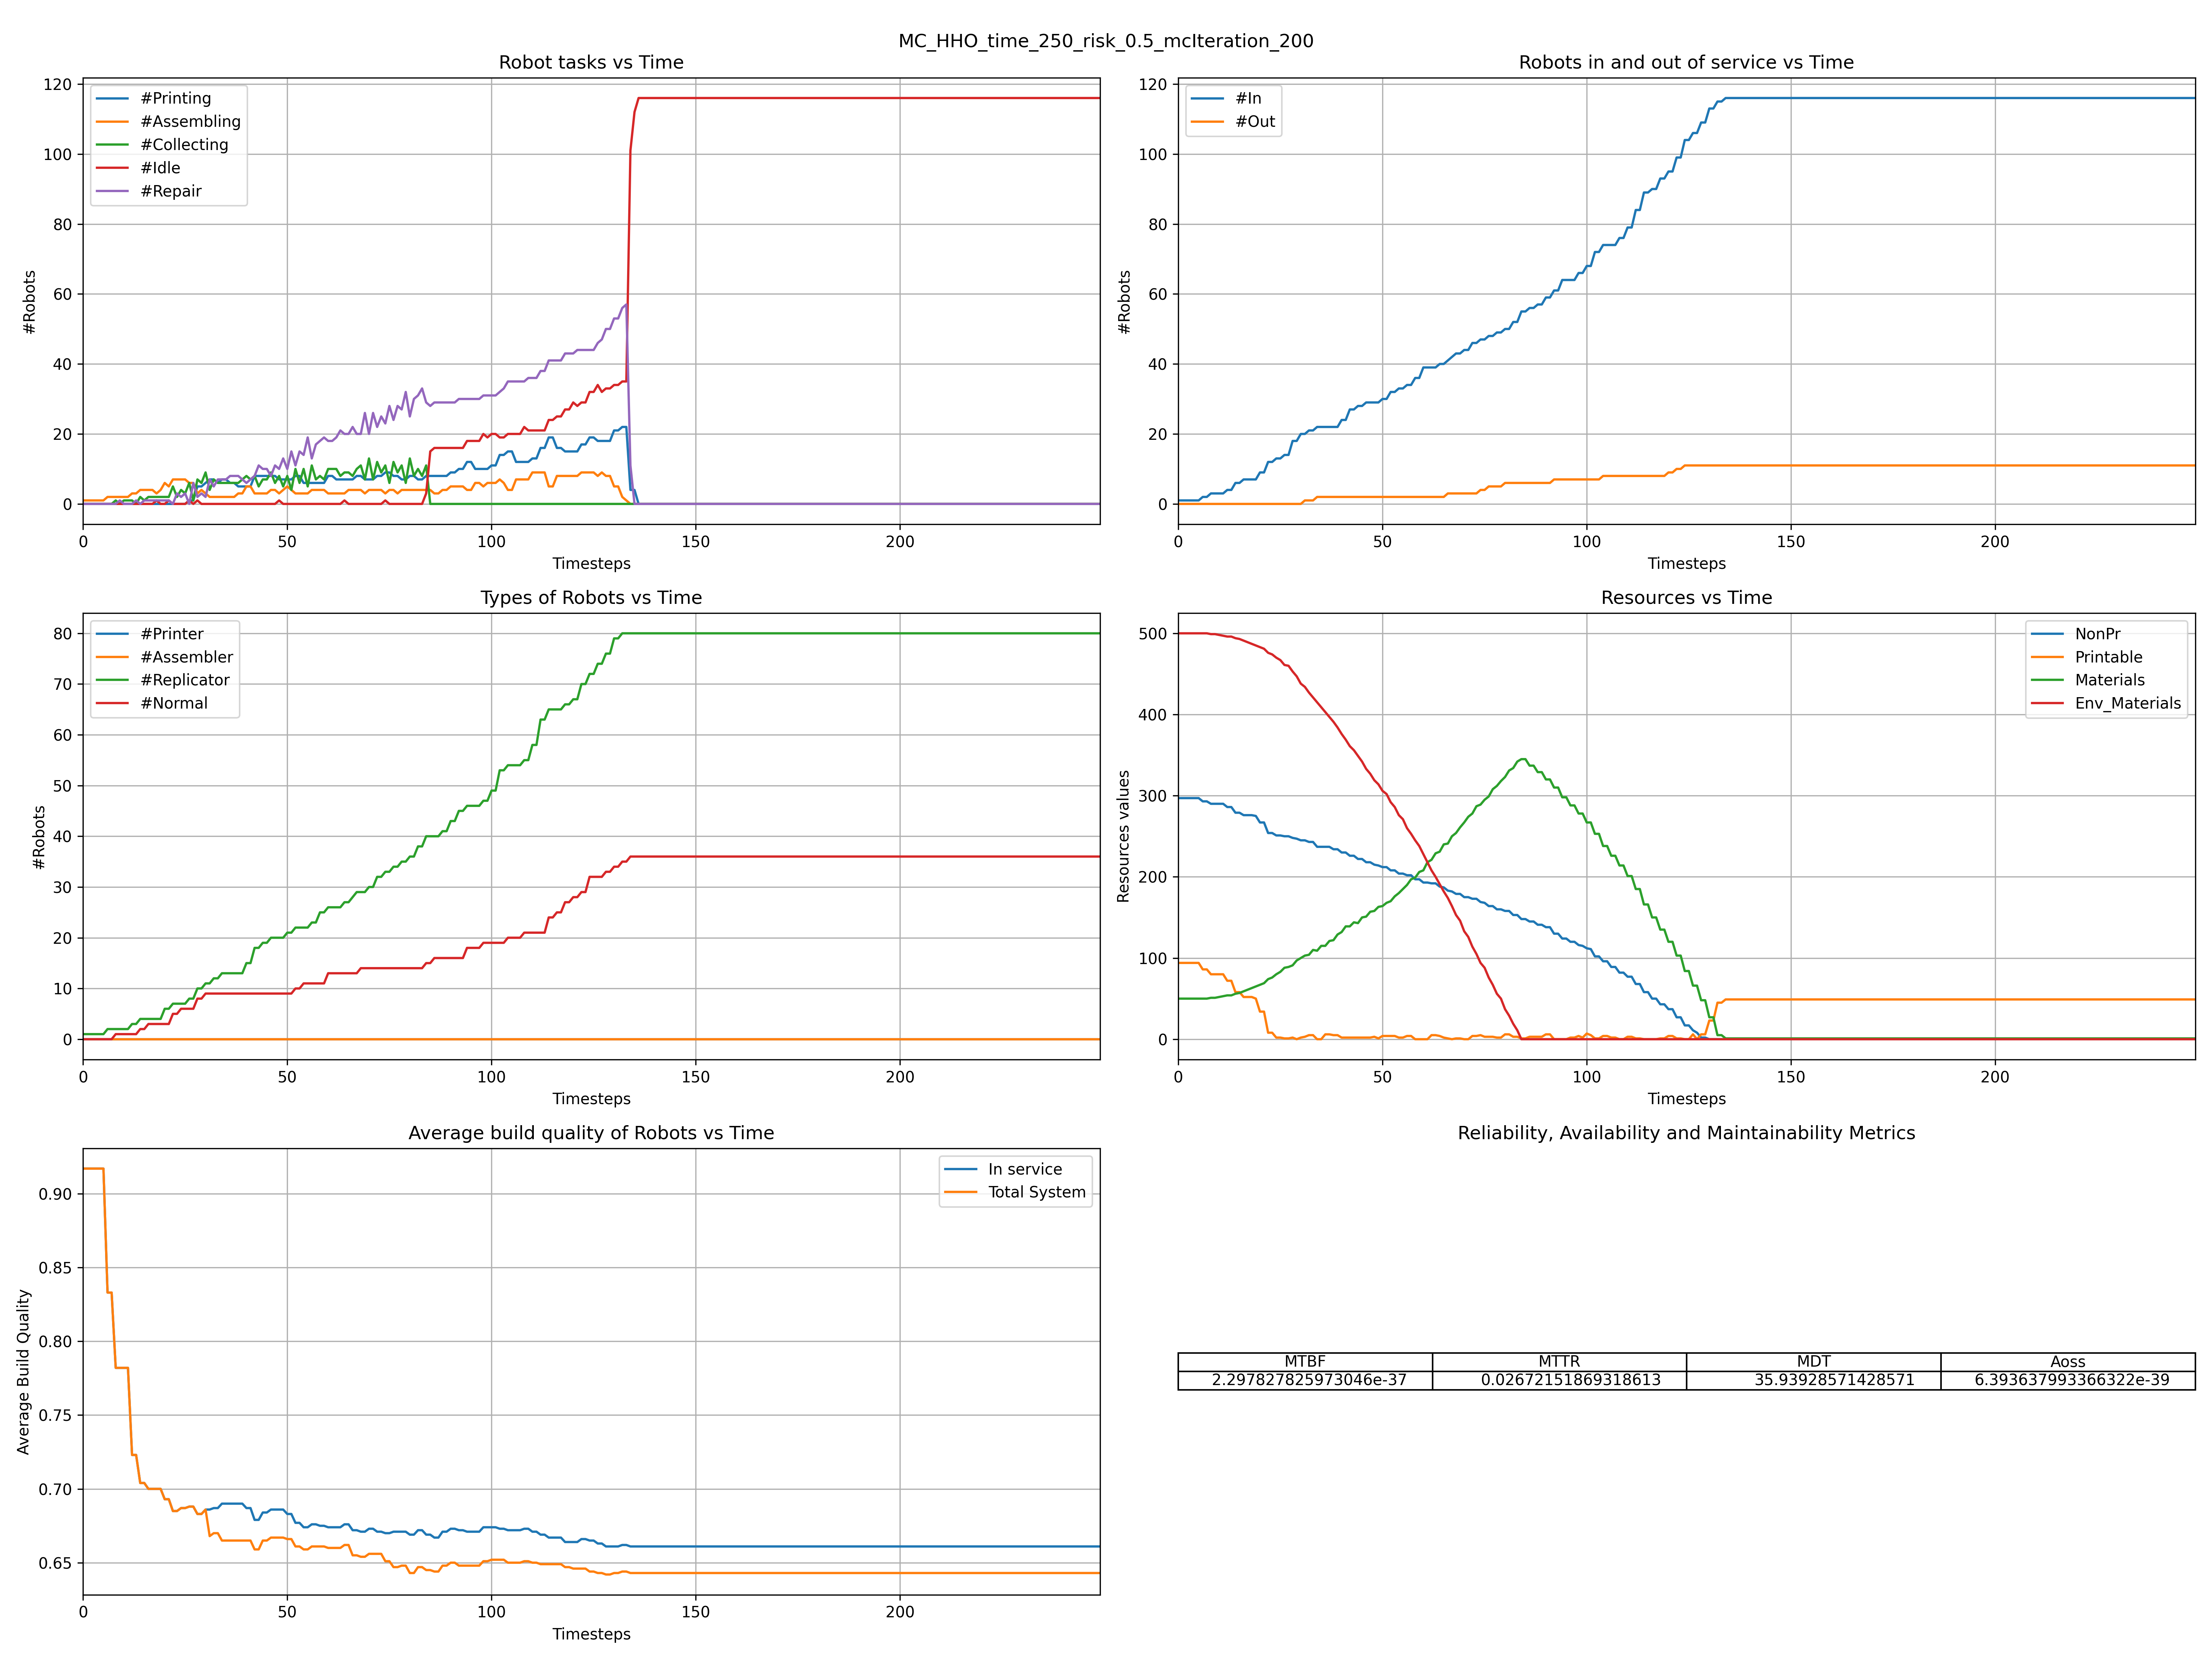 MC_HHO_time_250_risk_0.5_mcIteration_200
Robot tasks vs Time
120
100
80
60
40
20
0
#Robots
#Printing
#Assembling
#Collecting
#Idle
#Repair
0 50 100 150 200
Timesteps
Robots in and out of service vs Time
120
100
80
60
40
20
0
#Robots
#In
#Out
0 50 100 150 200
Timesteps
Types of Robots vs Time
80
70
60
50
40
30
20
10
0
#Robots
#Printer
#Assembler
#Replicator
#Normal
0 50 100 150 200
Timesteps
Resources vs Time
500
400
300
200
100
0
Resources values
NonPr
Printable
Materials
Env_Materials
0 50 100 150 200
Timesteps
Average build quality of Robots vs Time
0.90
0.85
0.80
0.75
0.70
0.65
Average Build Quality
In service
Total System
0 50 100 150 200
Timesteps
Reliability, Availability and Maintainability Metrics
MTBF MTTR MDT Aoss
2.297827825973046e-37 0.02672151869318613 35.93928571428571 6.393637993366322e-39